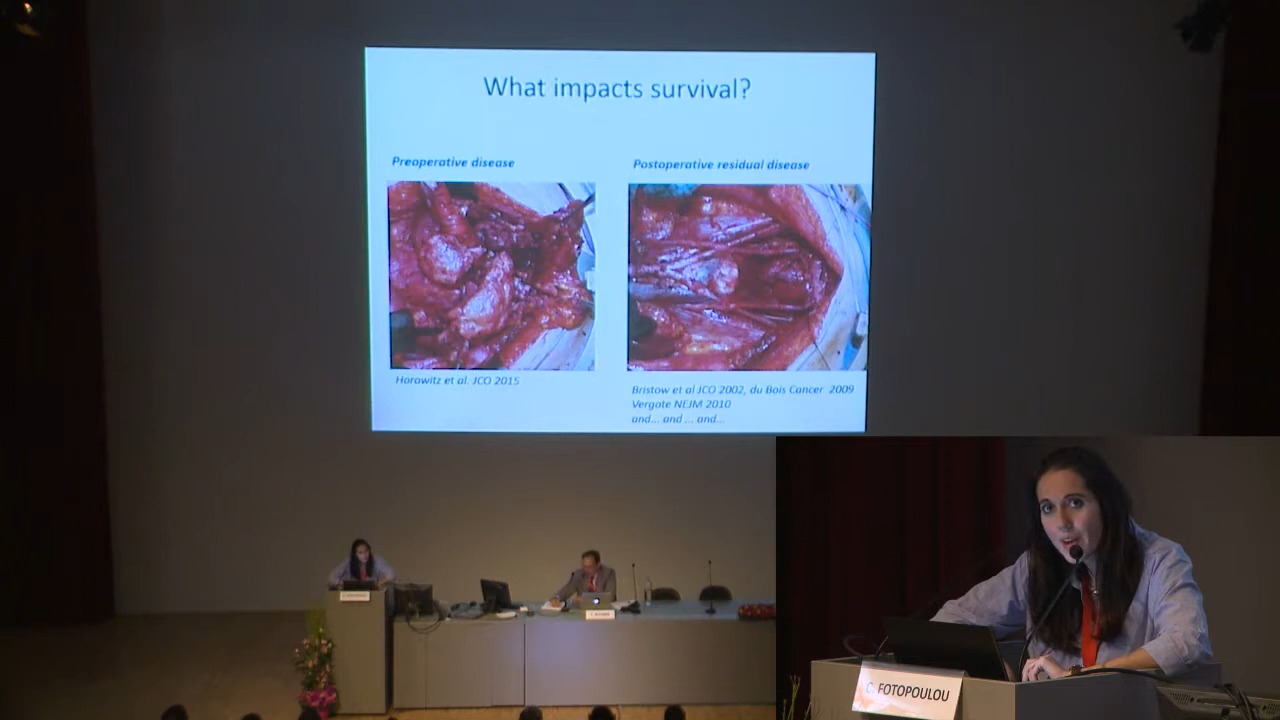 What impacts survival?
Preoperative disease
Postoperative residual disease
Horowitz et al. JCO 2015
Bristow et al JCO 2002, du Bois Cancer 2009
Vergote NEJM 2010
and... and ... and...
C. FOTOPOULOU